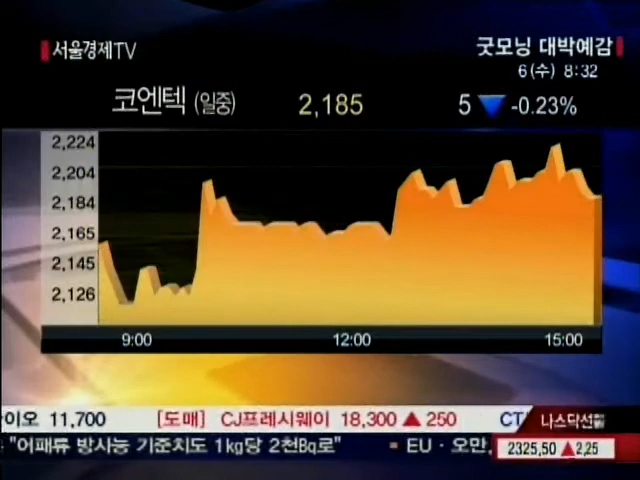 서울경제TV
굿모닝 대박예감
6(수) 8:32
코엔텍 (일중) 2,185 5 ▼ -0.23%
2,224
2,204
2,184
2,165
2,145
2,126
9:00 12:00 15:00
이오 11,700 [도매] CJ프레시웨이 18,300 ▲ 250 CT
나스닥선물
"어패류 방사능 기준치도 1kg당 2천Bq로" ▪ EU · 오만,
2325,50 ▲2,25